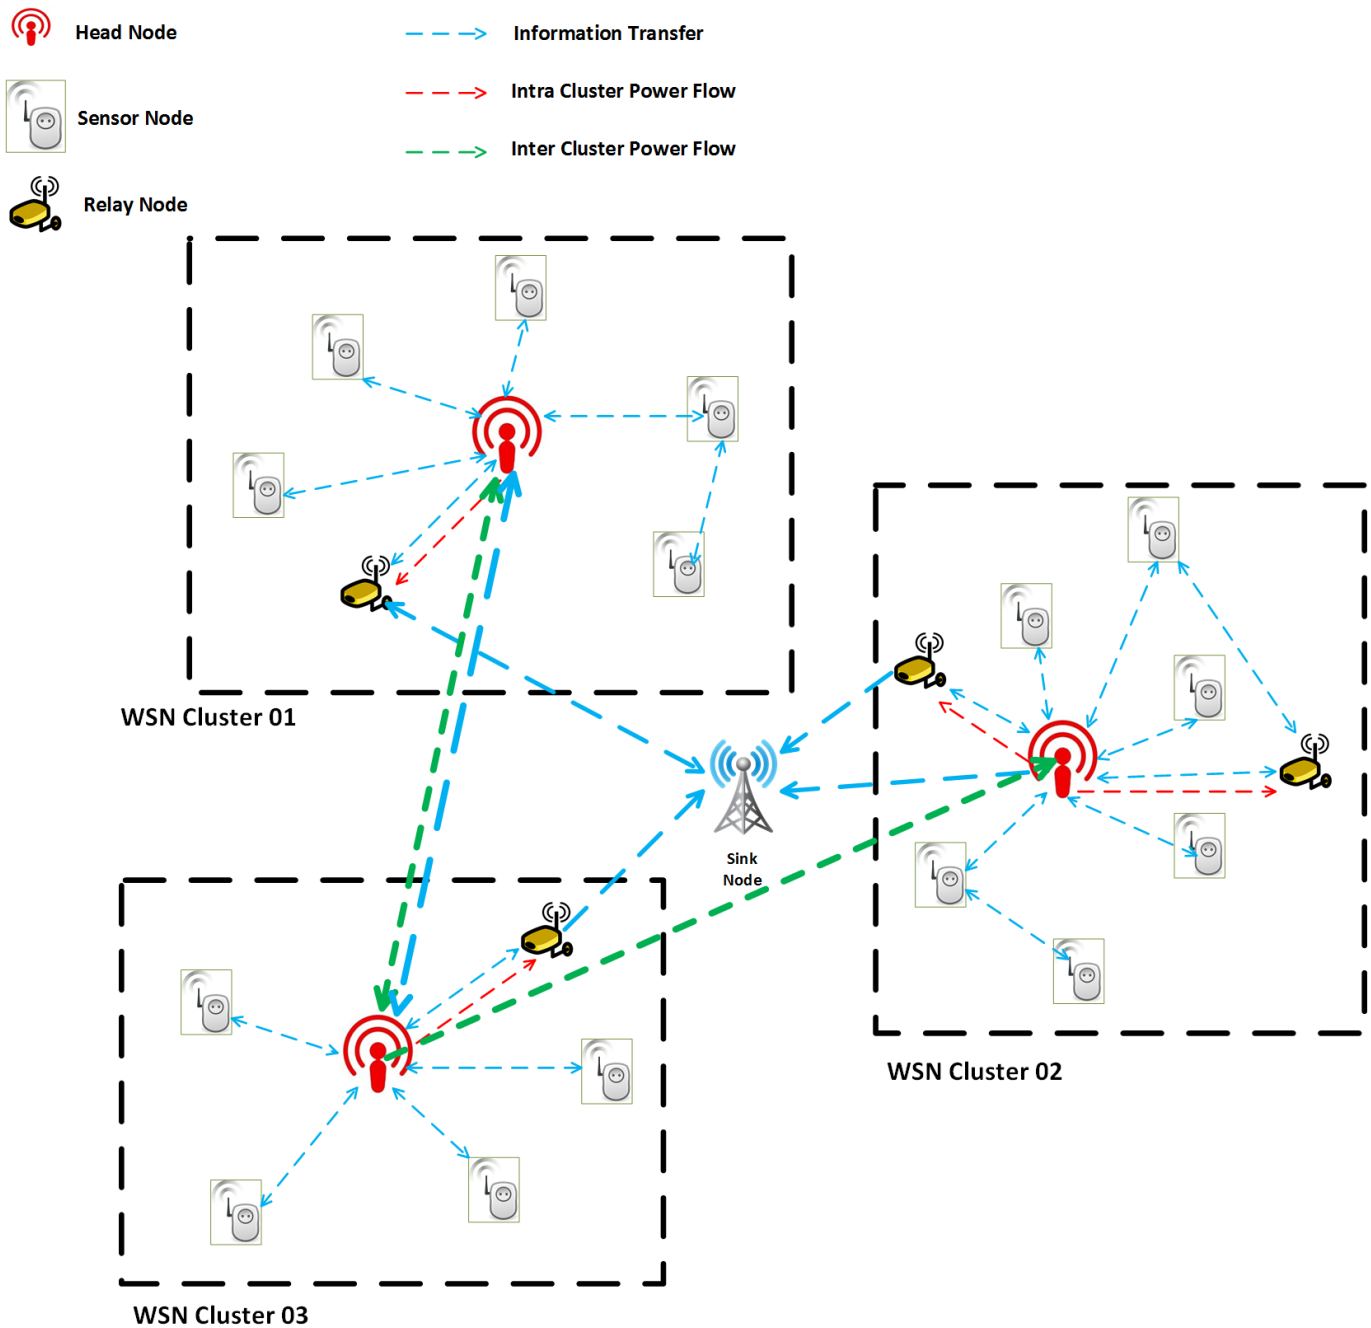 Head Node
Information Transfer
Intra Cluster Power Flow
Sensor Node
Inter Cluster Power Flow
Relay Node
WSN Cluster 01
Sink
Node
WSN Cluster 02
WSN Cluster 03